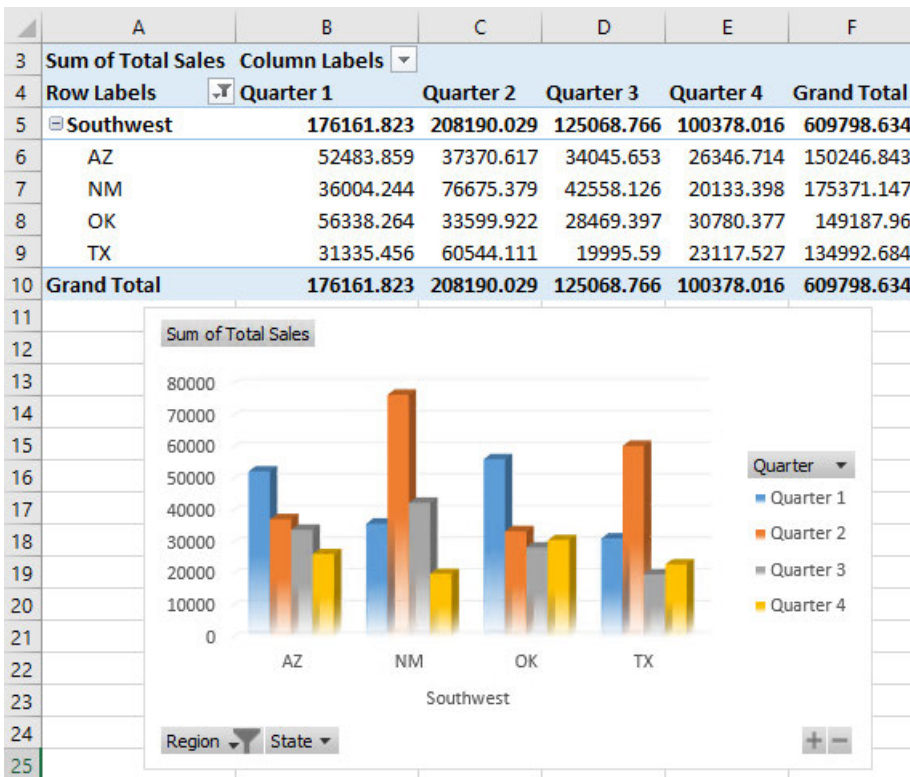 A B C D E F
3 Sum of Total Sales Column Labels
4 Row Labels Quarter 1 Quarter 2 Quarter 3 Quarter 4 Grand Total
5 Southwest 176161.823 208190.029 125068.766 100378.016 609798.634
6 AZ 52483.859 37370.617 34045.653 26346.714 150246.843
7 NM 36004.244 76675.379 42558.126 20133.398 175371.147
8 OK 56338.264 33599.922 28469.397 30780.377 149187.96
9 TX 31335.456 60544.111 19995.59 23117.527 134992.684
10 Grand Total 176161.823 208190.029 125068.766 100378.016 609798.634
11
12 Sum of Total Sales
13 80000
14 70000
15 60000
16 50000 Quarter
17 40000 Quarter 1
18 30000 Quarter 2
19 20000 Quarter 3
20 10000 Quarter 4
21 0
22 AZ NM OK TX
23 Southwest
24 Region State
25